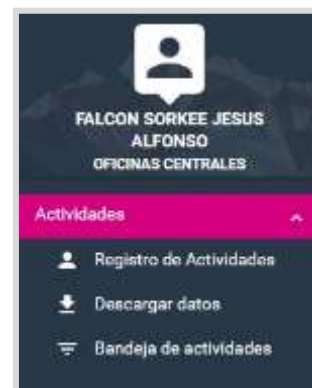 FALCON SORKEE JESUS
ALFONSO
OFICINAS CENTRALES
Actividades
Registro de Actividades
Descargar datos
Bandeja de actividades